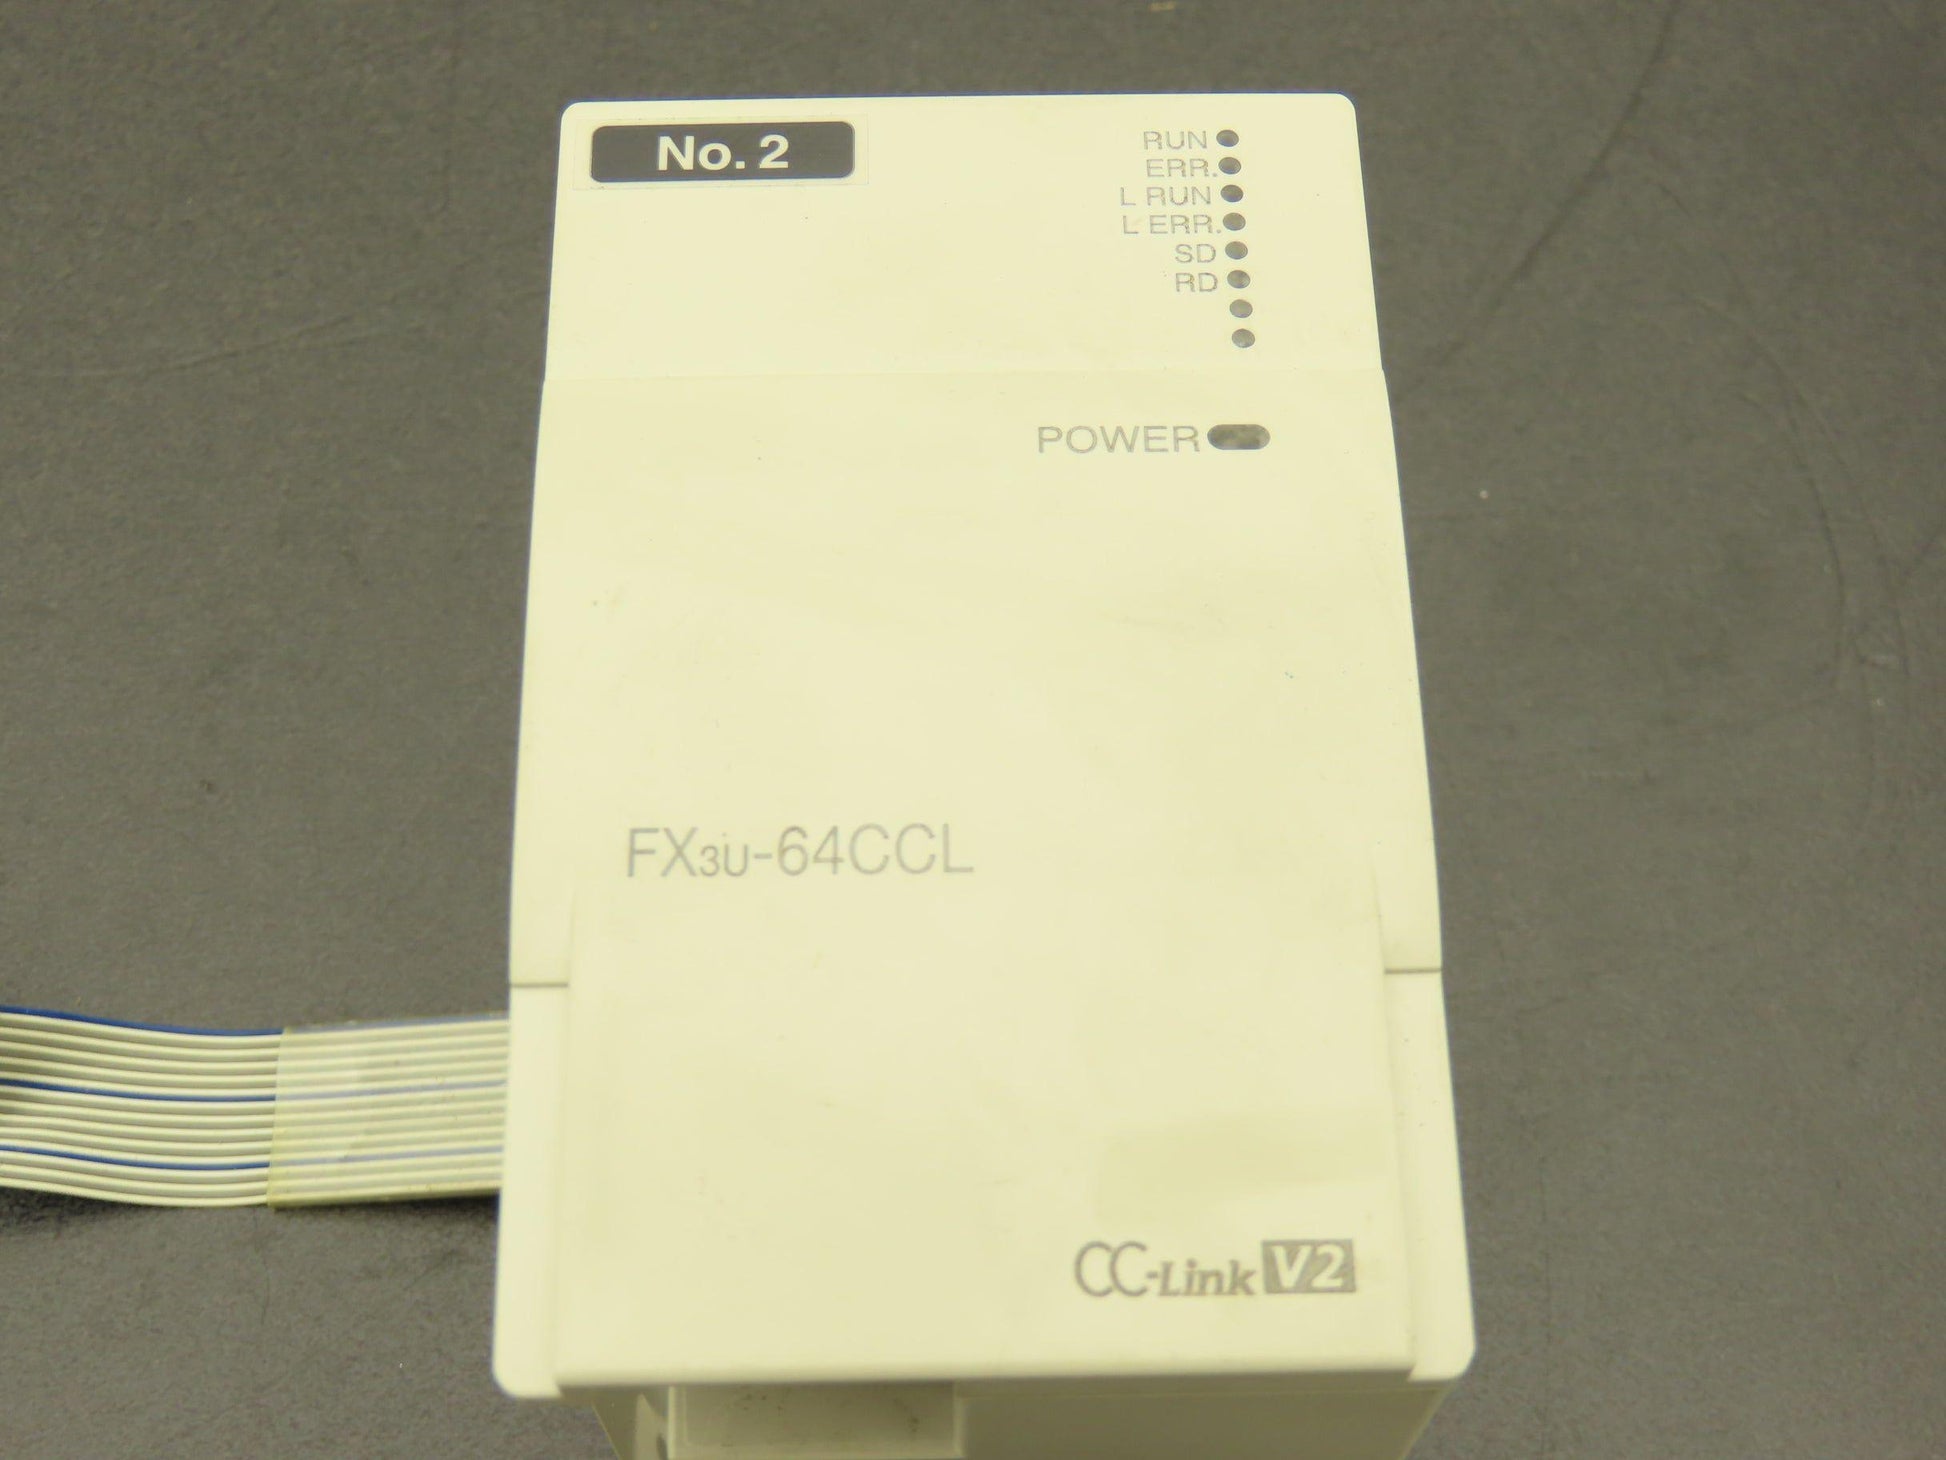 No.2
RUN
ERR.
L RUN
L ERR.
SD
RD
POWER
FX3U-64CCL
CC-Link V2